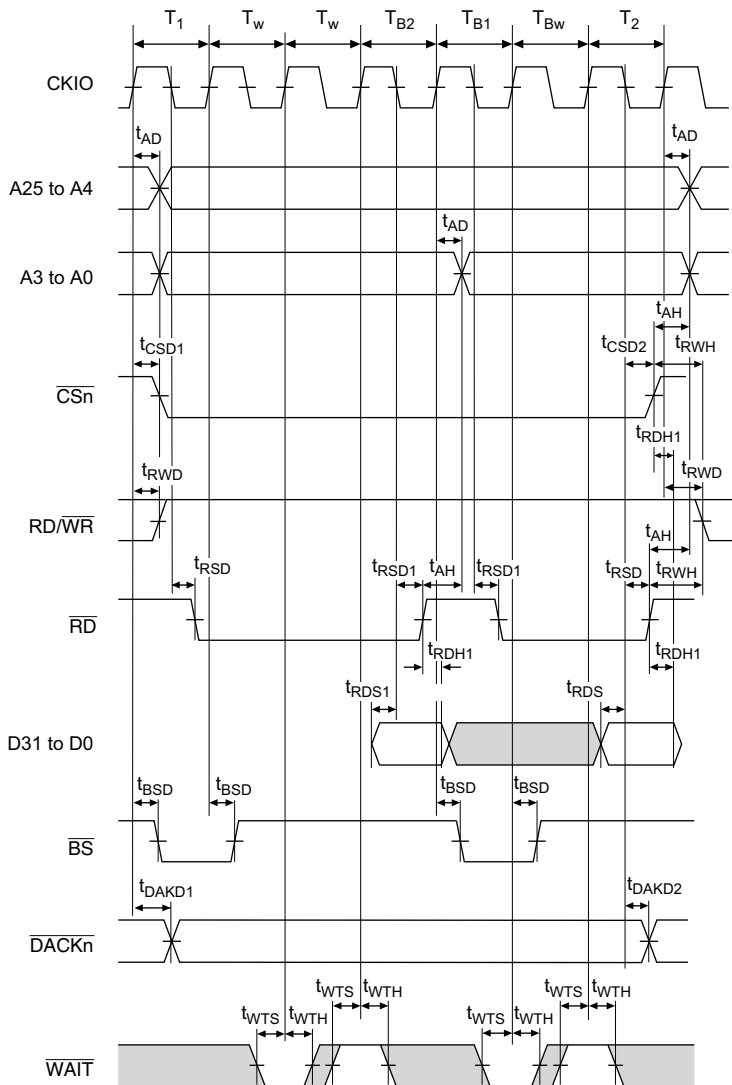 T1 Tw Tw TB2 TB1 TBw T2
CKIO
tAD tAD
A25 to A4
tAD
A3 to A0
tAH
tCSD1 tCSD2 tRWH
CSn
tRDH1
tRWD tRWD
RD/WR
tAH
tRSD tRSD1 tAH tRSD1 tRSD tRWH
RD
tRDH1 tRDH1
tRDS1 tRDS
D31 to D0
tBSD tBSD tBSD tBSD
BS
tDAKD1 tDAKD2
DACKn
tWTS tWTH tWTS tWTH tWTS tWTH tWTS tWTH
WAIT